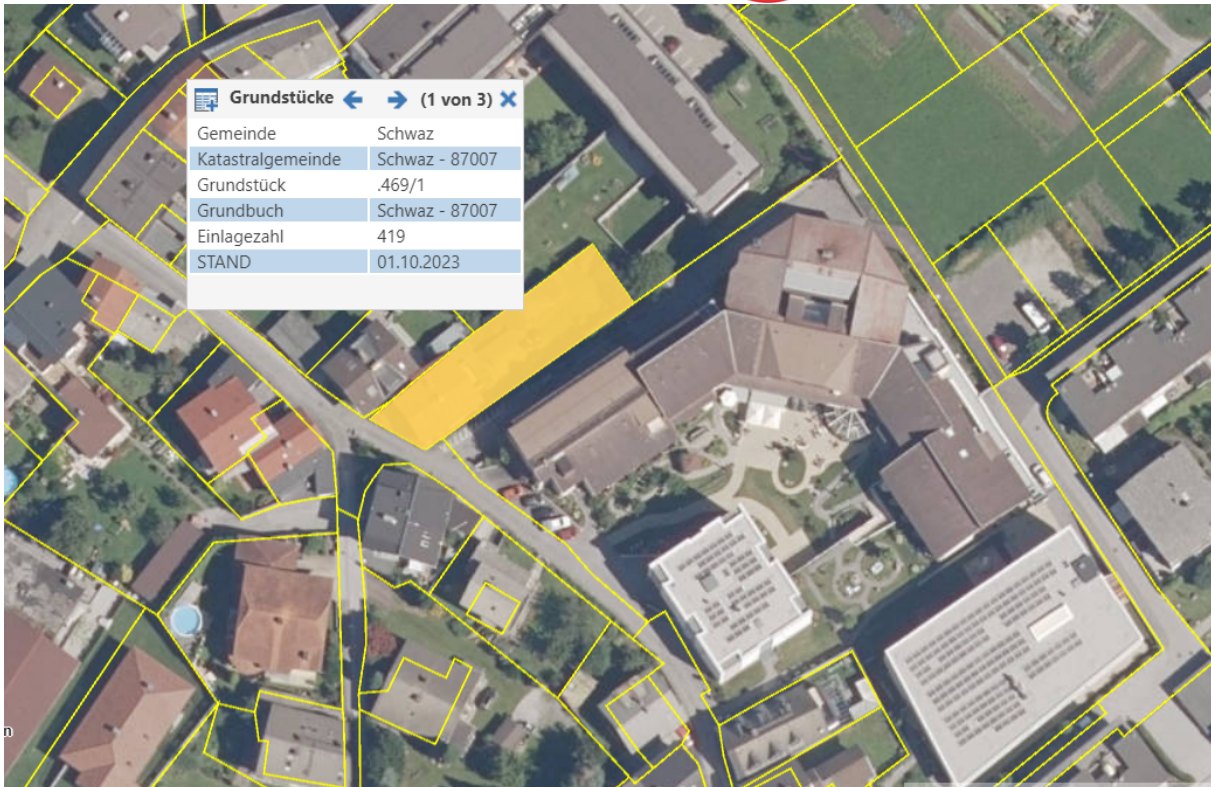 Grundstücke (1 von 3)
Gemeinde Schwaz
Katastralgemeinde Schwaz - 87007
Grundstück .469/1
Grundbuch Schwaz - 87007
Einlagezahl 419
STAND 01.10.2023
n